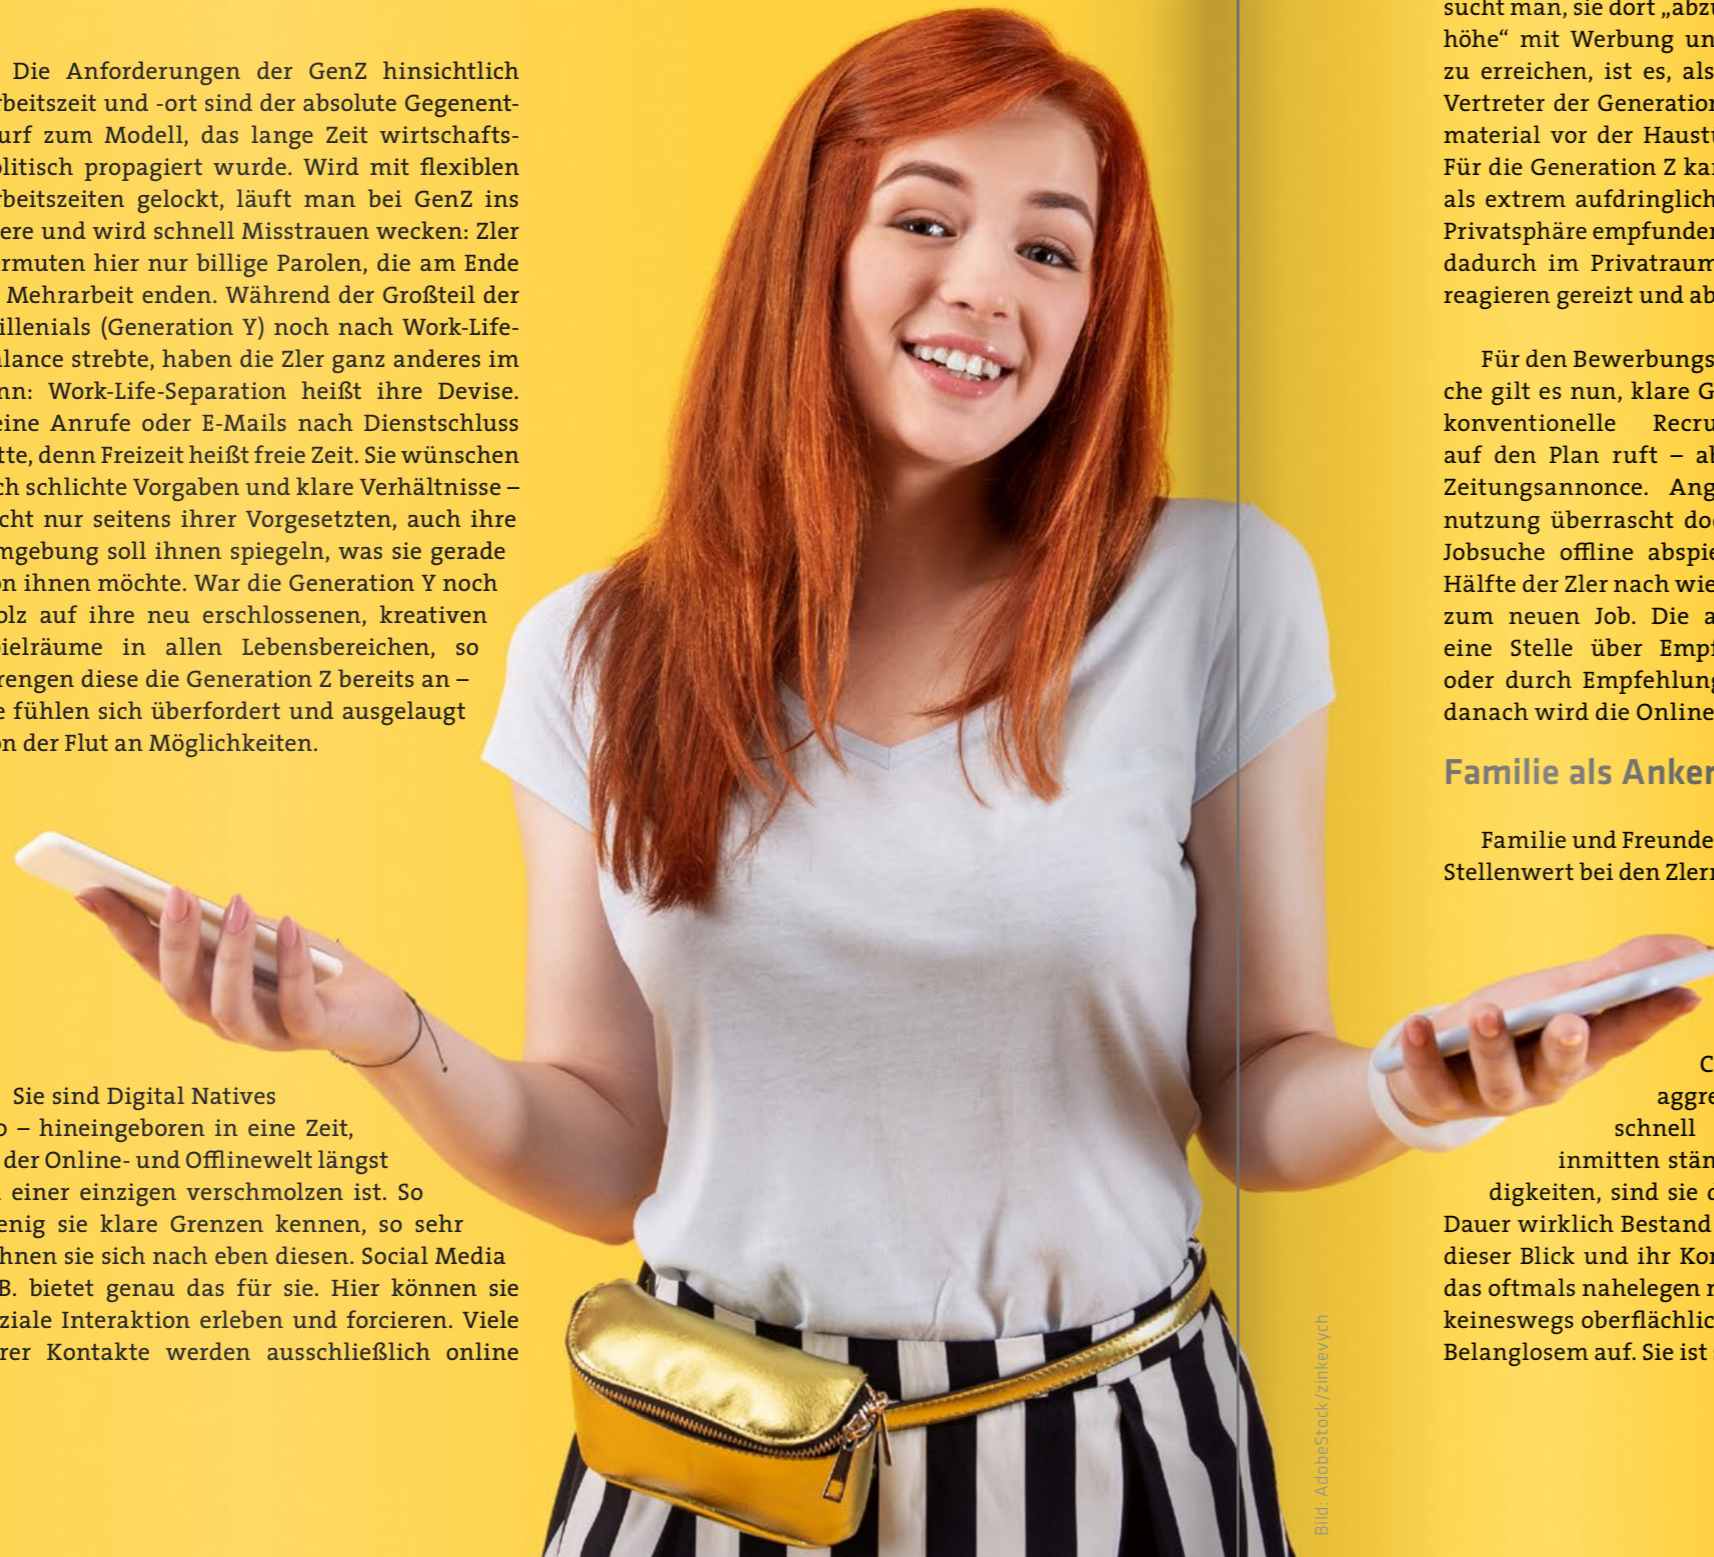 Die Anforderungen der GenZ hinsichtlich
rbeitszeit und -ort sind der absolute Gegenent-
urf zum Modell, das lange Zeit wirtschafts-
olitisch propagiert wurde. Wird mit flexiblen
rbeitszeiten gelockt, läuft man bei GenZ ins
ere und wird schnell Misstrauen wecken: Zler
ermuten hier nur billige Parolen, die am Ende
Mehrarbeit enden. Während der Großteil der
illenials (Generation Y) noch nach Work-Life-
alance strebte, haben die Zler ganz anderes im
nn: Work-Life-Separation heißt ihre Devise.
eine Anrufe oder E-Mails nach Dienstschluss
tte, denn Freizeit heißt freie Zeit. Sie wünschen
ch schlichte Vorgaben und klare Verhältnisse –
cht nur seitens ihrer Vorgesetzten, auch ihre
mgebung soll ihnen spiegeln, was sie gerade
on ihnen möchte. War die Generation Y noch
olz auf ihre neu erschlossenen, kreativen
ielräume in allen Lebensbereichen, so
rengen diese die Generation Z bereits an –
e fühlen sich überfordert und ausgelaugt
on der Flut an Möglichkeiten.
Sie sind Digital Natives
o – hineingeboren in eine Zeit,
der Online- und Offlinewelt längst
einer einzigen verschmolzen ist. So
enig sie klare Grenzen kennen, so sehr
hnen sie sich nach eben diesen. Social Media
B. bietet genau das für sie. Hier können sie
ziale Interaktion erleben und forcieren. Viele
rer Kontakte werden ausschließlich online
sucht man, sie dort „abzu
höhe“ mit Werbung un
zu erreichen, ist es, als
Vertreter der Generation
material vor der Haustü
Für die Generation Z kan
als extrem aufdringlich
Privatsphäre empfunden
dadurch im Privatraum
reagieren gereizt und ab
Für den Bewerbungs
che gilt es nun, klare G
konventionelle Recru
auf den Plan ruft – ab
Zeitungsannonce. Ang
nutzung überrascht doc
Jobsuche offline abspie
Hälfte der Zler nach wie
zum neuen Job. Die a
eine Stelle über Empf
oder durch Empfehlung
danach wird die Online
Familie als Anker
Familie und Freunde
Stellenwert bei den Zlern
C
aggre
schnell
inmitten stän
digkeiten, sind sie d
Dauer wirklich Bestand
dieser Blick und ihr Kon
das oftmals nahelegen m
keineswegs oberflächlic
Belanglosem auf. Sie ist s
Bild: AdobeStock/zinkevych